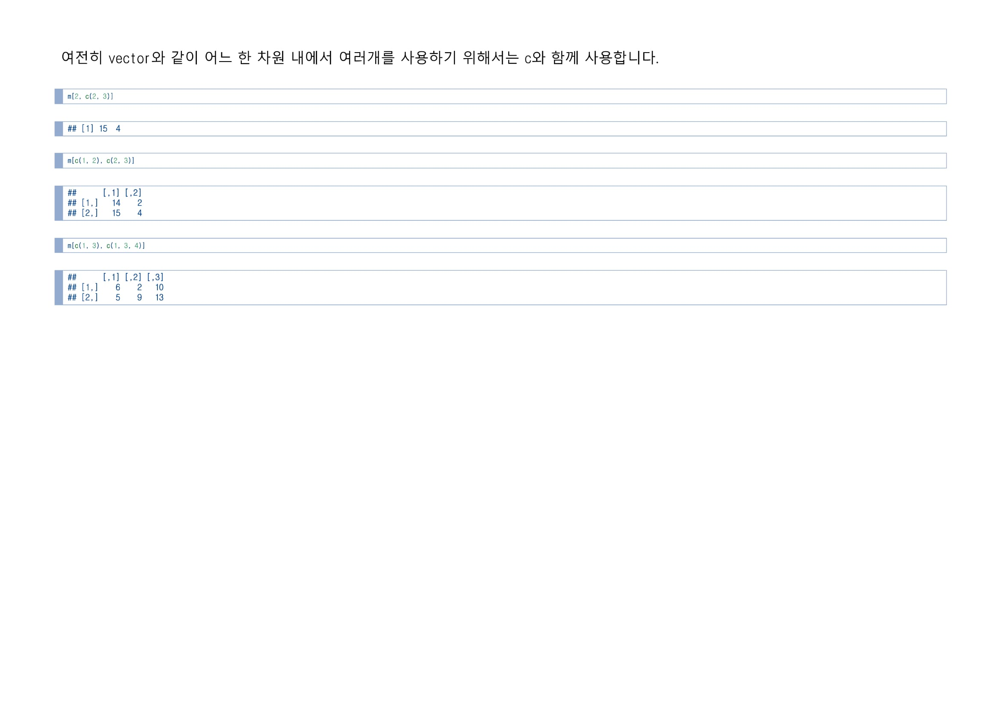 여전히 vector와 같이 어느 한 차원 내에서 여러개를 사용하기 위해서는 c와 함께 사용합니다.
m[2, c(2, 3)]
## [1] 15  4
m[c(1, 2), c(2, 3)]
##      [,1] [,2]
## [1,]   14    2
## [2,]   15    4
m[c(1, 3), c(1, 3, 4)]
##      [,1] [,2] [,3]
## [1,]    6    2   10
## [2,]    5    9   13